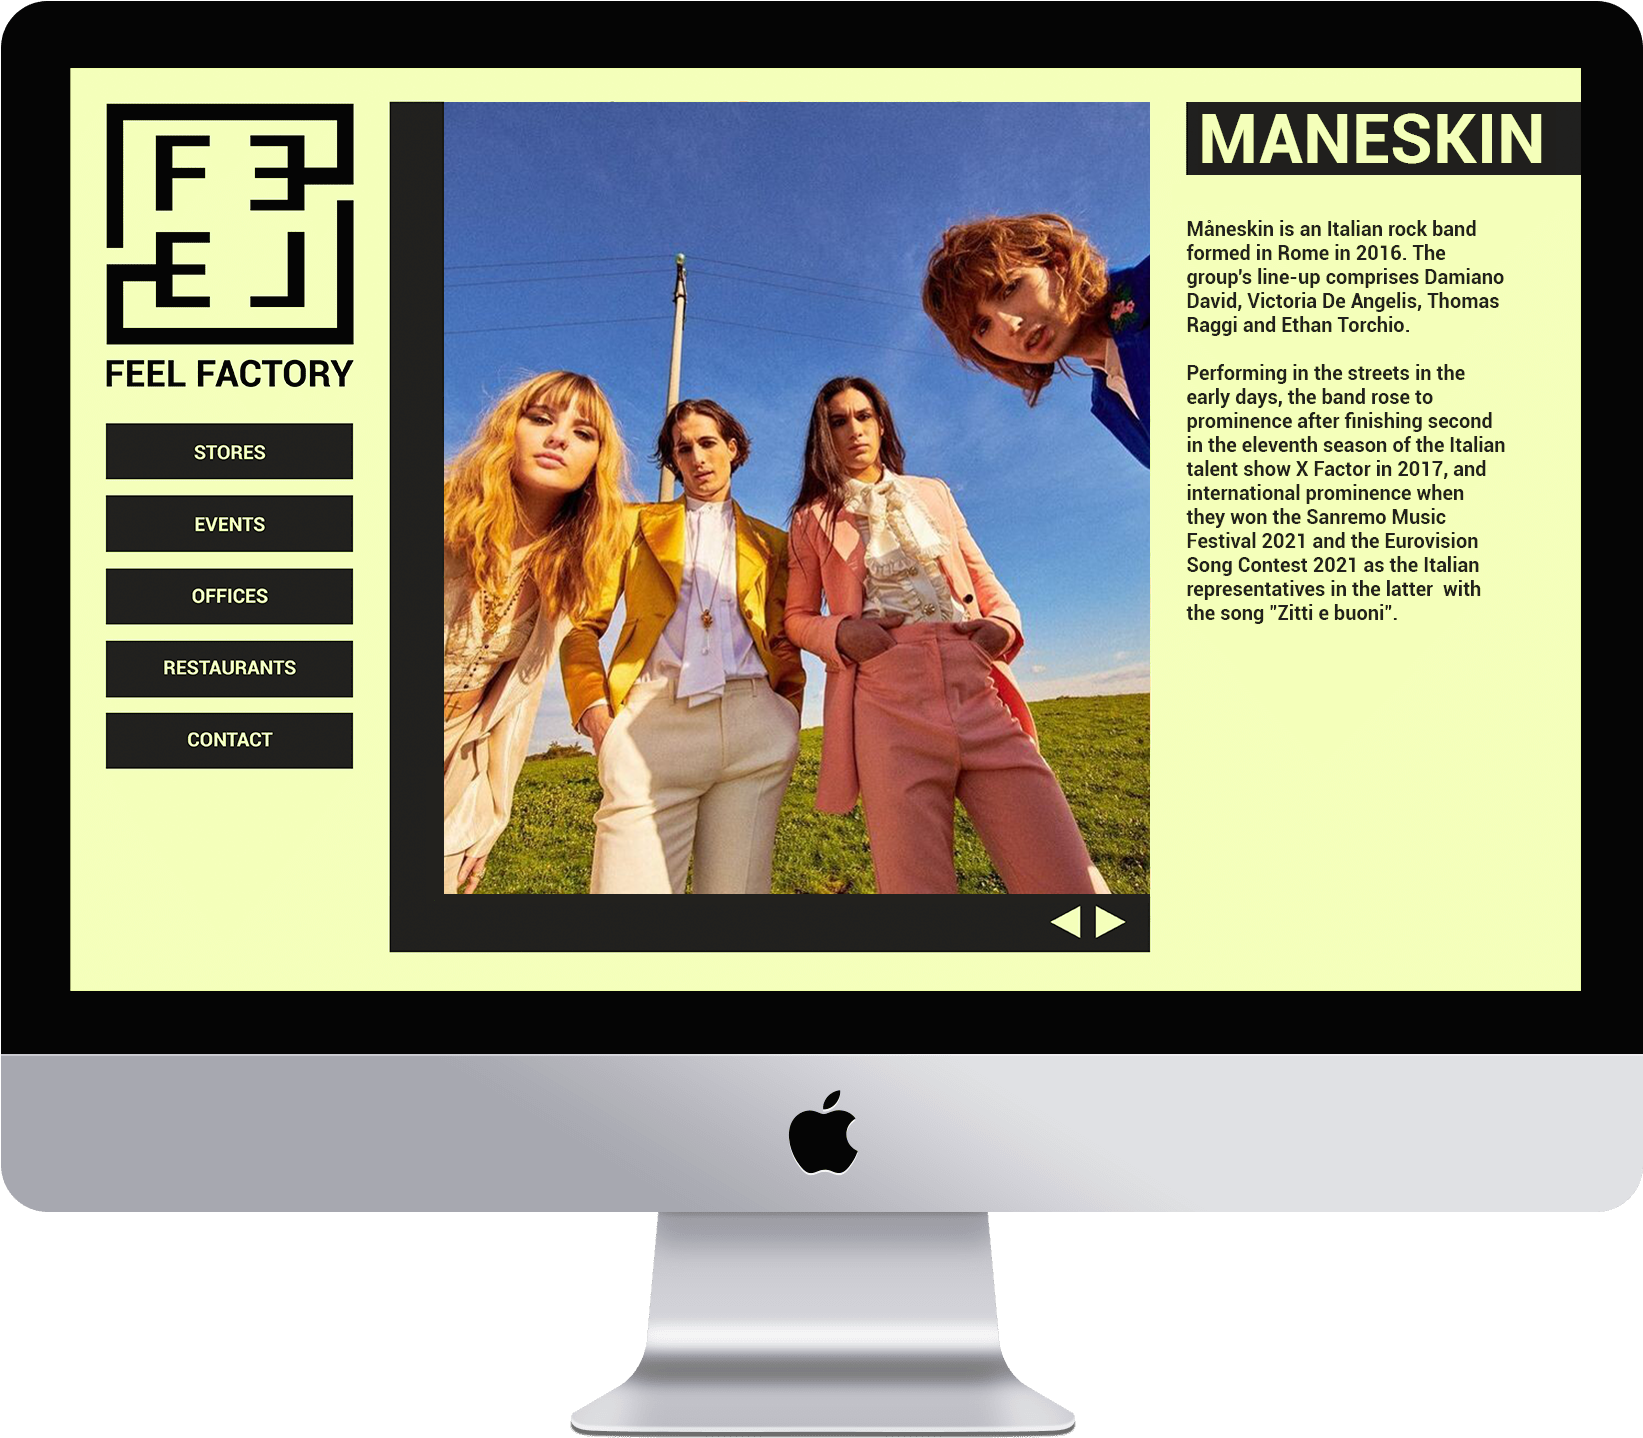 F E
E L
FEEL FACTORY
STORES
EVENTS
OFFICES
RESTAURANTS
CONTACT
MANESKIN
Måneskin is an Italian rock band
formed in Rome in 2016. The
group's line-up comprises Damiano
David, Victoria De Angelis, Thomas
Raggi and Ethan Torchio.
Performing in the streets in the
early days, the band rose to
prominence after finishing second
in the eleventh season of the Italian
talent show X Factor in 2017, and
international prominence when
they won the Sanremo Music
Festival 2021 and the Eurovision
Song Contest 2021 as the Italian
representatives in the latter  with
the song "Zitti e buoni".